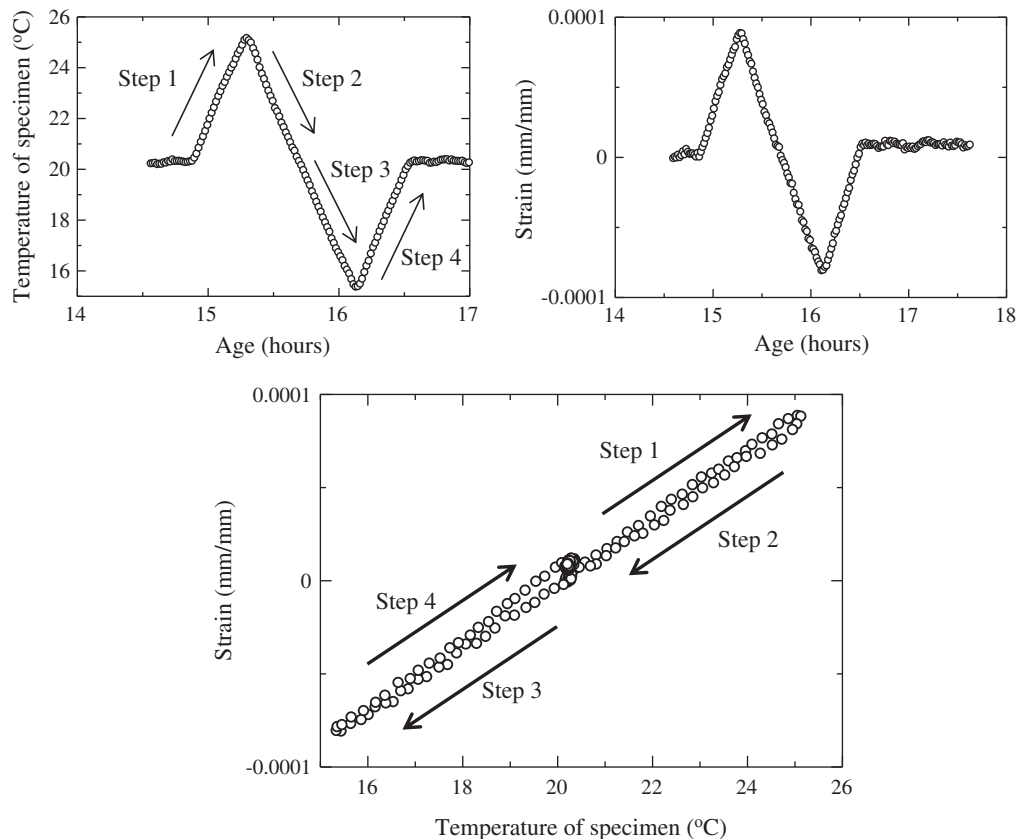 Temperature of specimen (ºC)
26
24
22
20
18
16
14
15
16
17
Age (hours)
Step 1
Step 2
Step 3
Step 4
Strain (mm/mm)
0.0001
0
-0.0001
14
15
16
17
18
Age (hours)
Strain (mm/mm)
0.0001
0
-0.0001
Step 1
Step 2
Step 4
Step 3
16
18
20
22
24
26
Temperature of specimen (ºC)